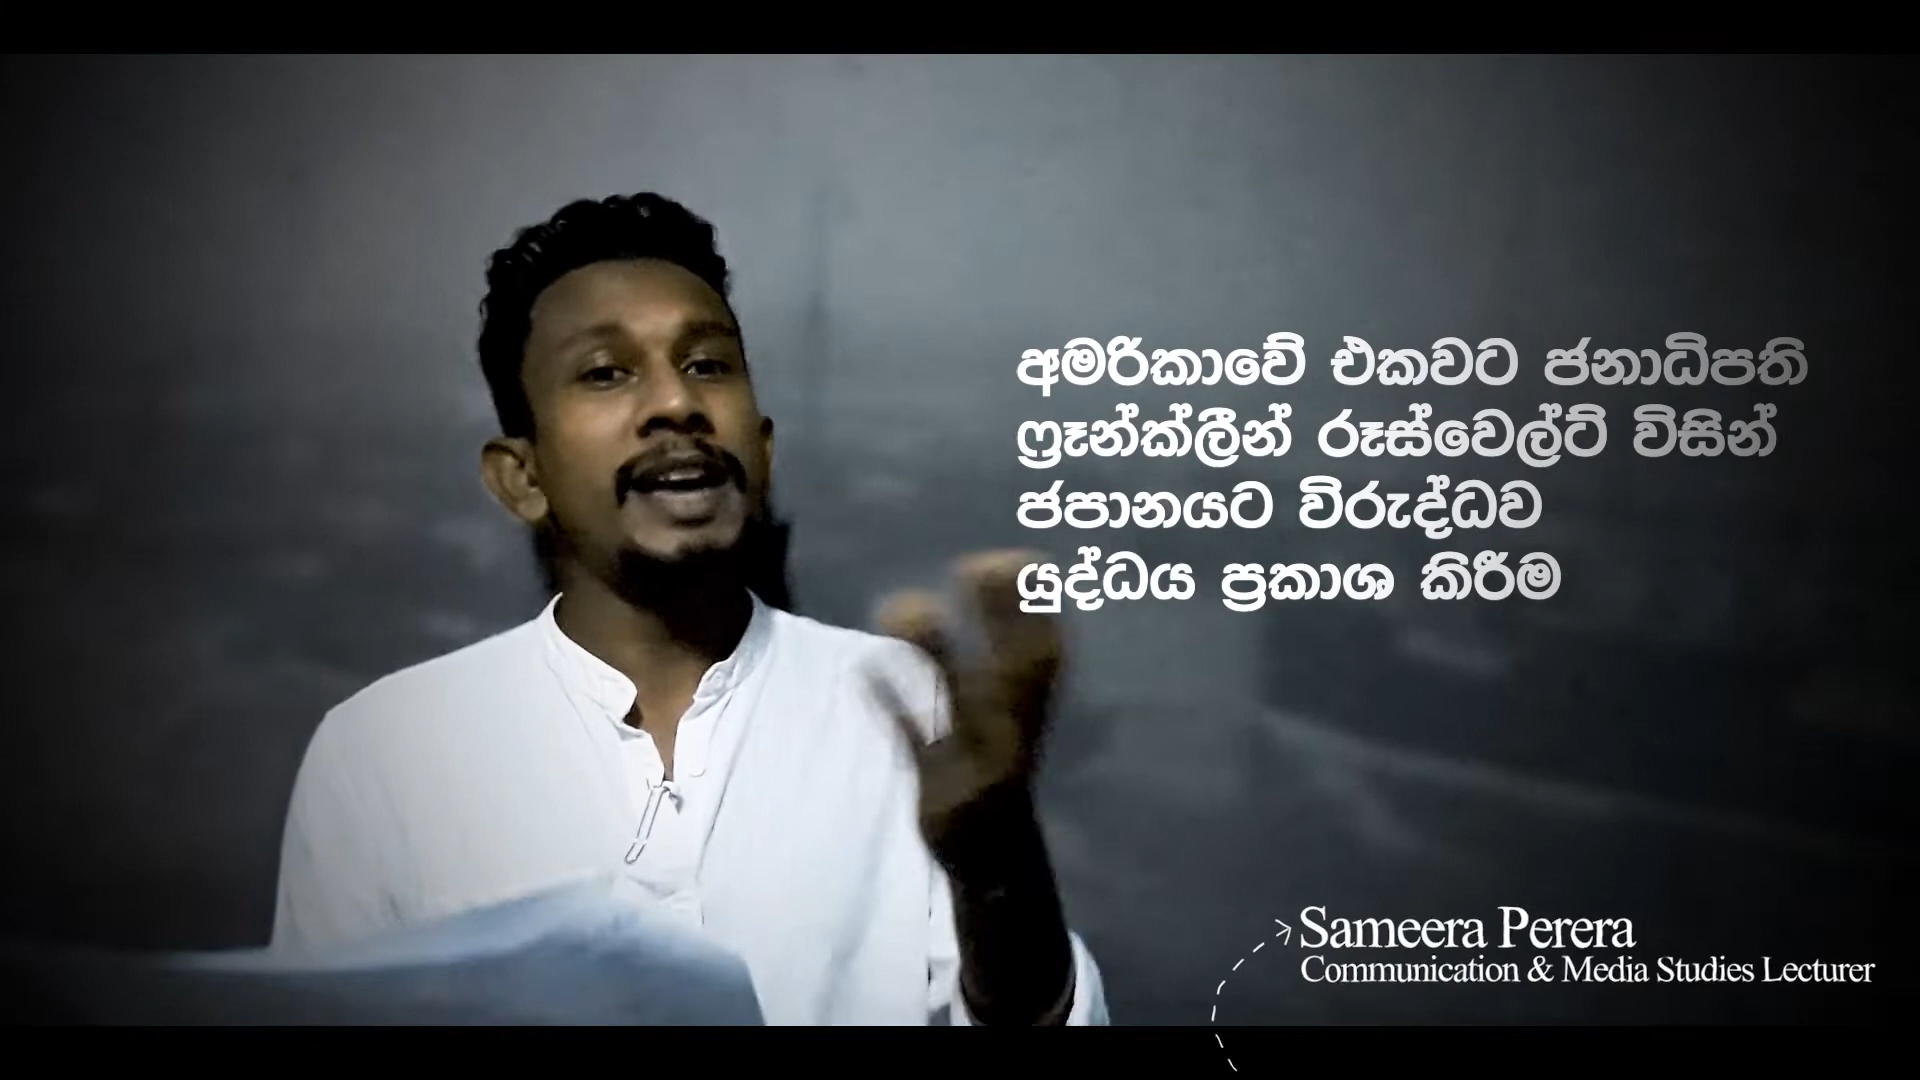 අමරිකාවේ එකවට ජනාධිපති
ෆ්‍රෑන්ක්ලීන් රූස්වෙල්ට් විසින්
ජපානයට විරුද්ධව
යුද්ධය ප්‍රකාශ කිරීම
Sameera Perera
Communication & Media Studies Lecturer